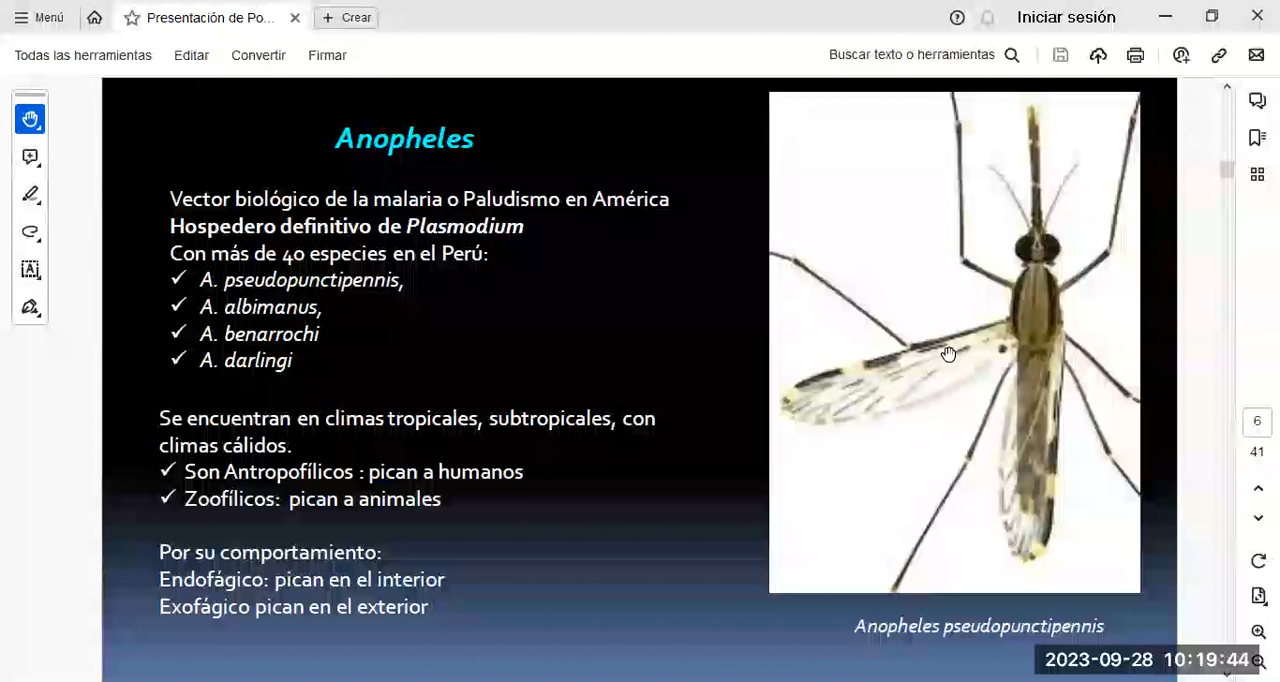 Menú
Presentación de Po...
Crear
Iniciar sesión
Todas las herramientas
Editar
Convertir
Firmar
Buscar texto o herramientas
Anopheles
Vector biológico de la malaria o Paludismo en América
Hospedero definitivo de Plasmodium
Con más de 40 especies en el Perú:
✓ A. pseudopunctipennis,
✓ A. albimanus,
✓ A. benarrochi
✓ A. darlingi
Se encuentran en climas tropicales, subtropicales, con
climas cálidos.
✓ Son Antropofílicos : pican a humanos
✓ Zoofílicos: pican a animales
Por su comportamiento:
Endofágico: pican en el interior
Exofágico pican en el exterior
Anopheles pseudopunctipennis
6
41
2023-09-28 10:19:44